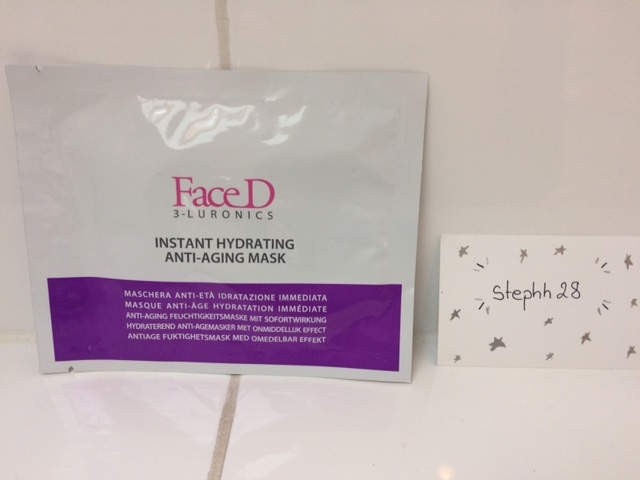 FaceD
3-LURONICS
INSTANT HYDRATING
ANTI-AGING MASK
MASCHERA ANTI-ETÀ IDRATAZIONE IMMEDIATA
MASQUE ANTI-ÂGE HYDRATATION IMMÉDIATE
ANTI-AGING FEUCHTIGKEITSMASKE MIT SOFORTWIRKUNG
HYDRATEREND ANTI-AGEMASKER MET ONMIDDELLIJK EFFECT
ANTIAGE FUKTIGHETSMASK MED OMEDELBAR EFFEKT
stephh 28